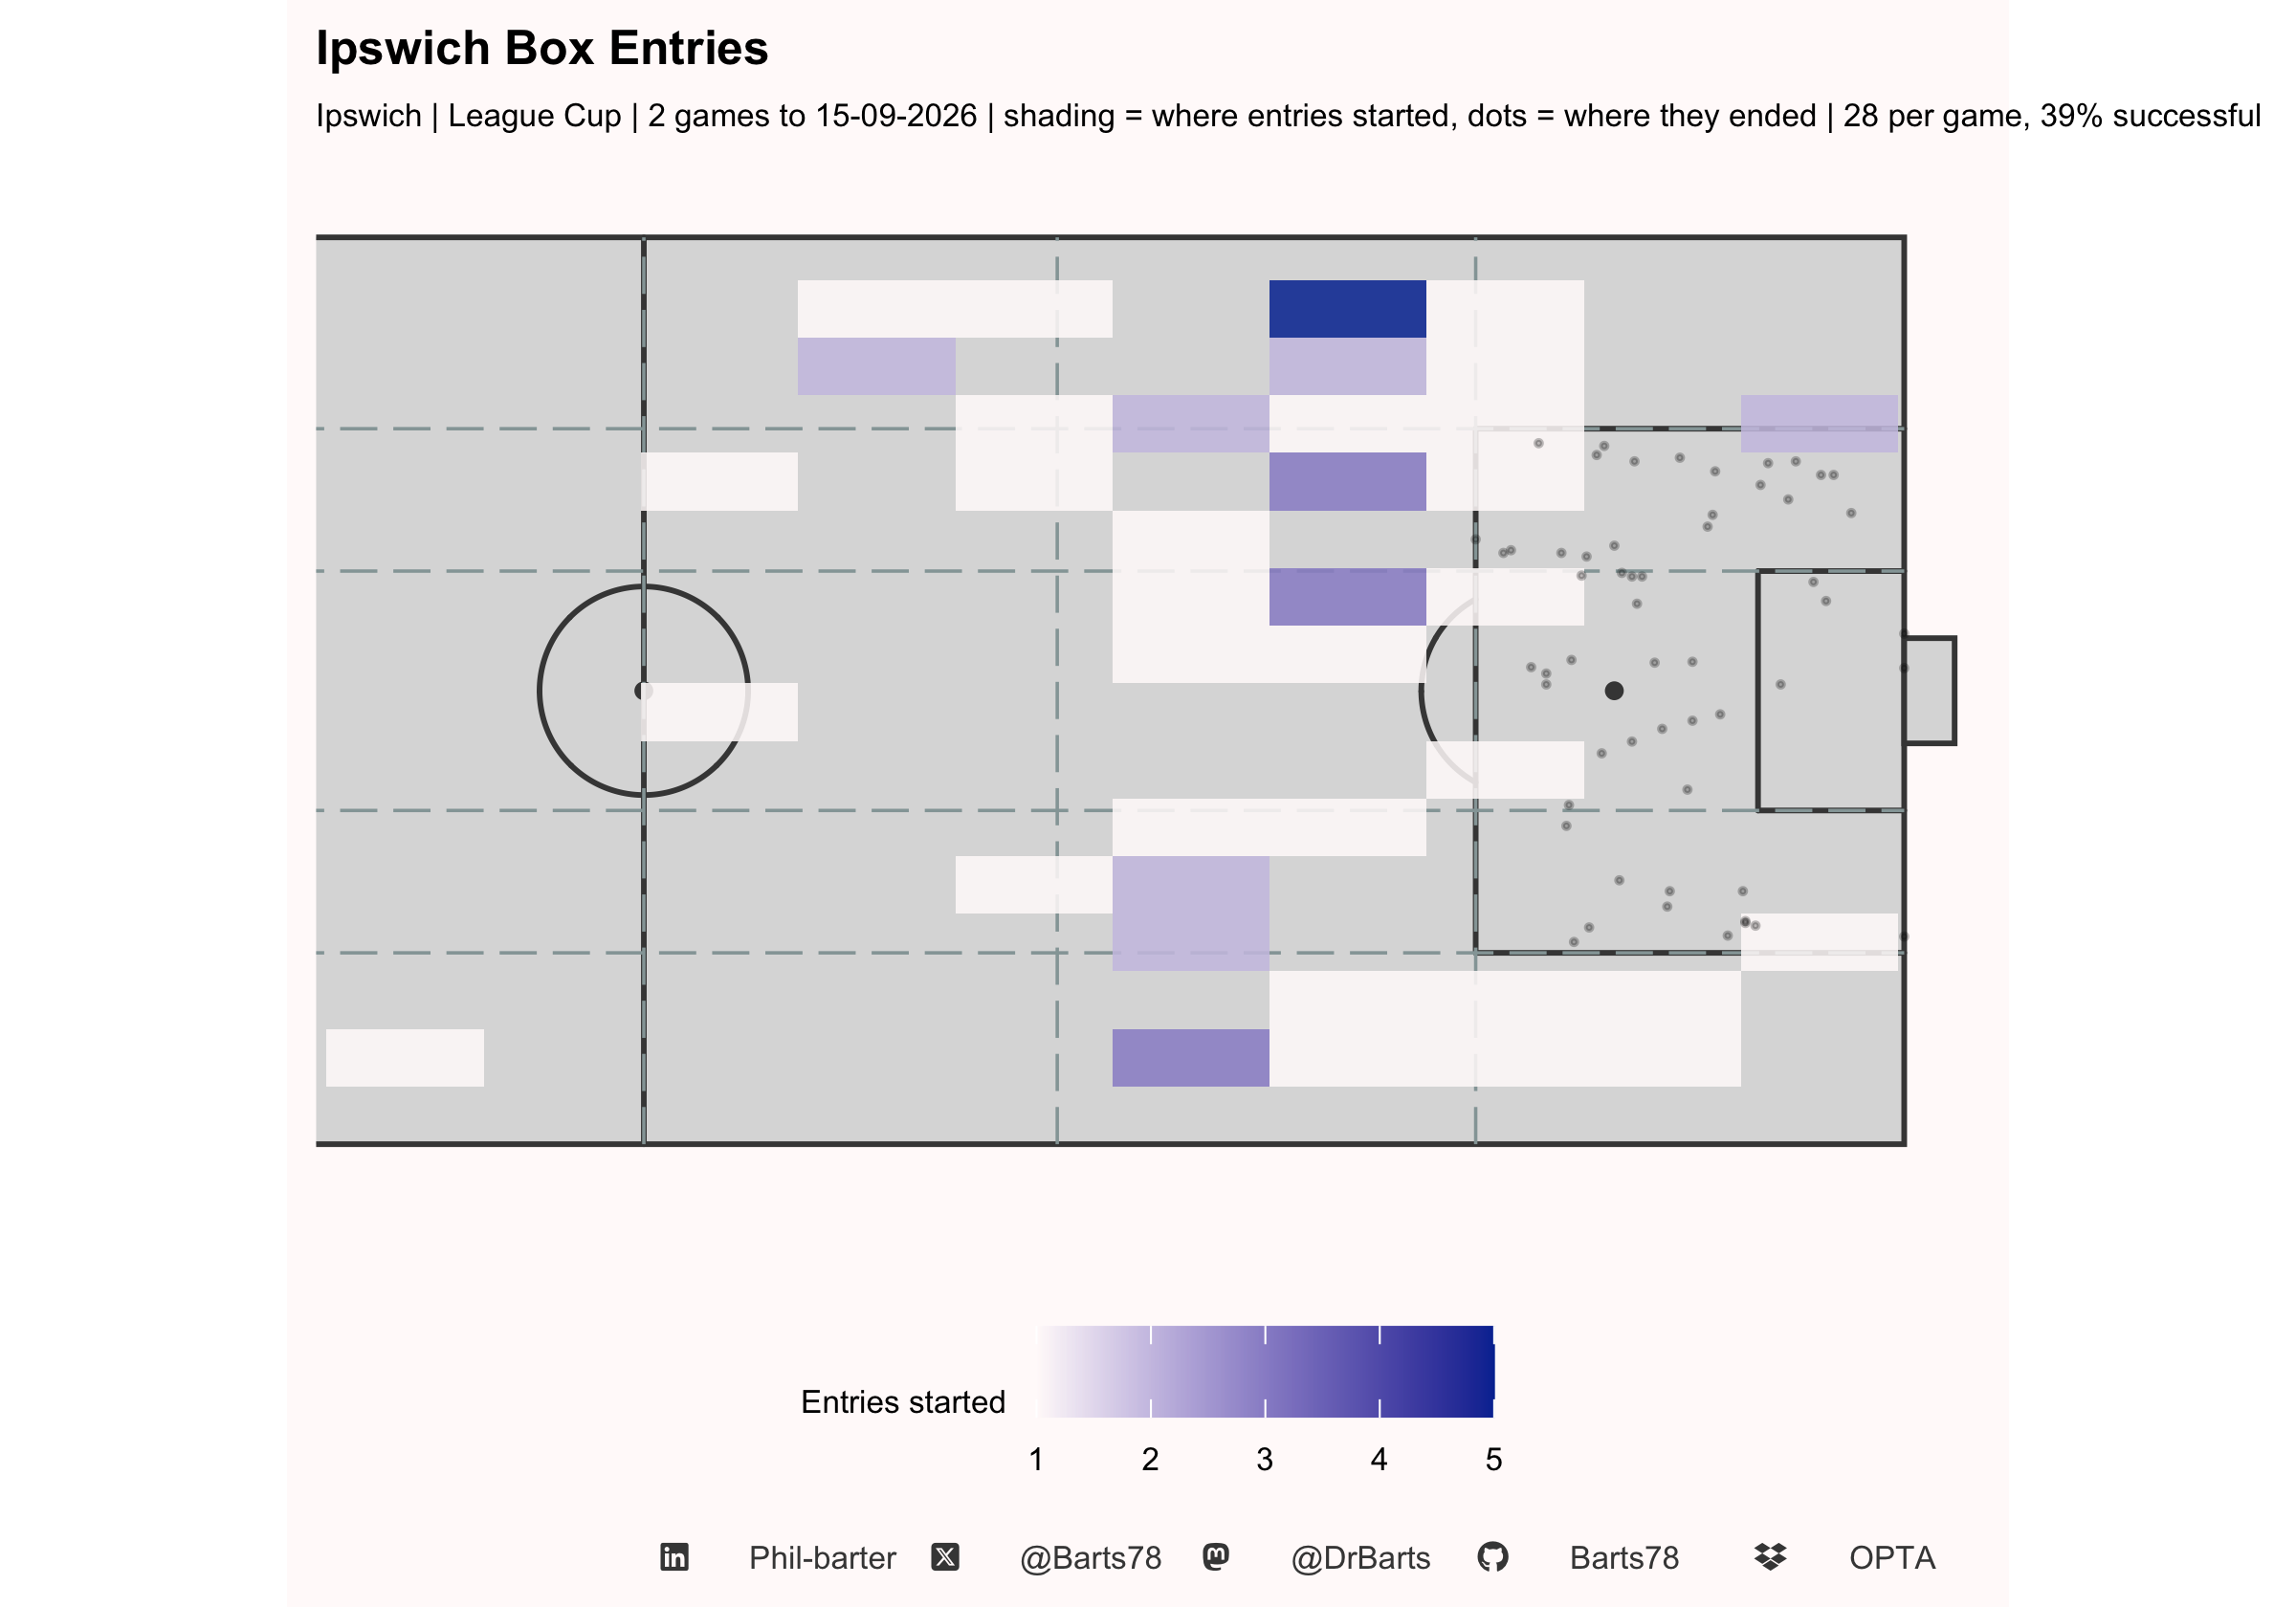 Ipswich Box Entries
Ipswich | League Cup | 2 games to 15-09-2026 | shading = where entries started, dots = where they ended | 28 per game, 39% successful
Entries started
1 2 3 4 5
Phil-barter @Barts78 @DrBarts Barts78 OPTA